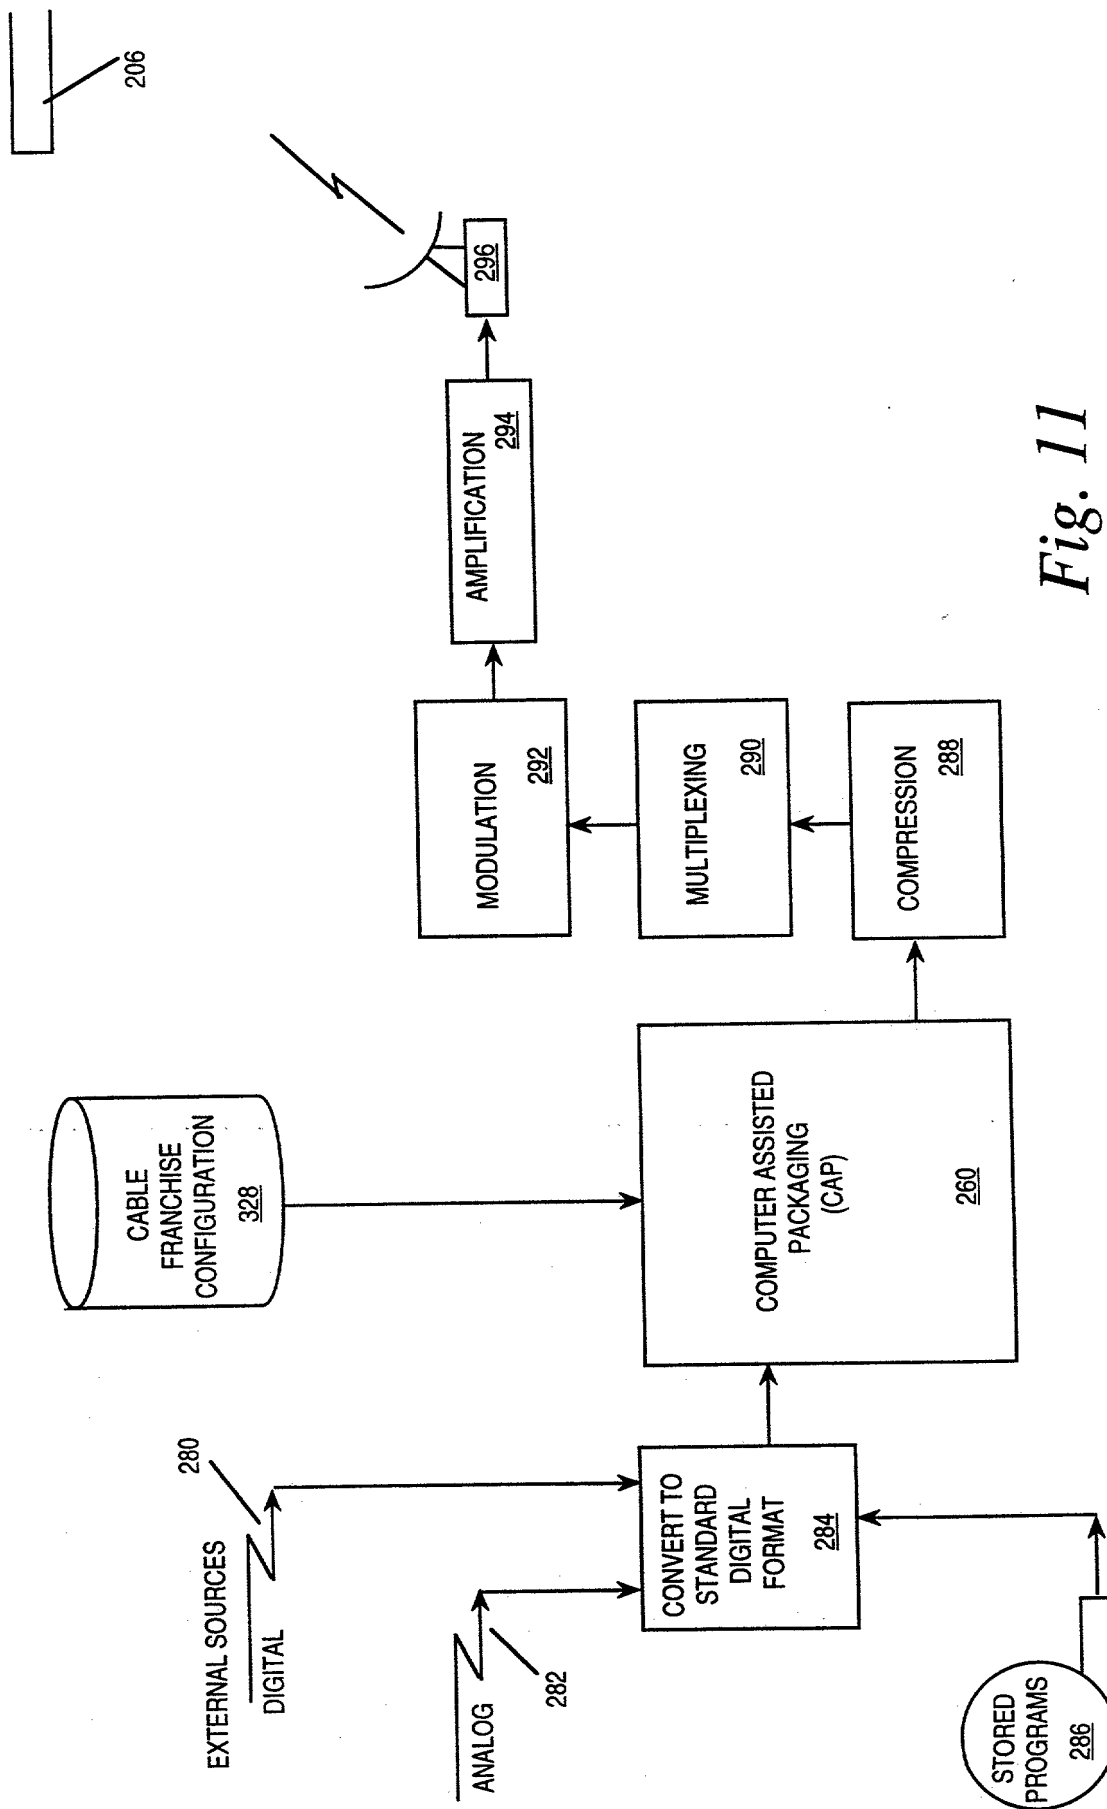 EXTERNAL SOURCES
DIGITAL
280
ANALOG
282
STORED
PROGRAMS
286
CONVERT TO
STANDARD
DIGITAL
FORMAT
284
CABLE
FRANCHISE
CONFIGURATION
328
COMPUTER ASSISTED
PACKAGING
(CAP)
260
COMPRESSION
288
MULTIPLEXING
290
MODULATION
292
AMPLIFICATION
294
296
206
Fig. 11